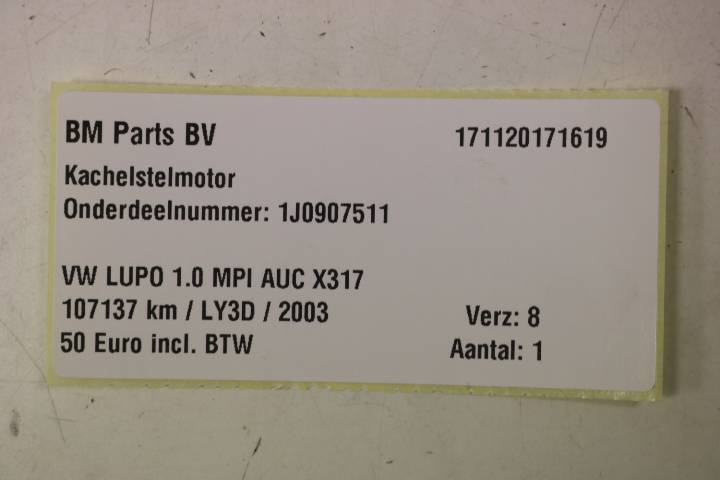 BM Parts BV 171120171619
Kachelstelmotor
Onderdeelnummer: 1J0907511
VW LUPO 1.0 MPI AUC X317
107137 km / LY3D / 2003 Verz: 8
50 Euro incl. BTW Aantal: 1